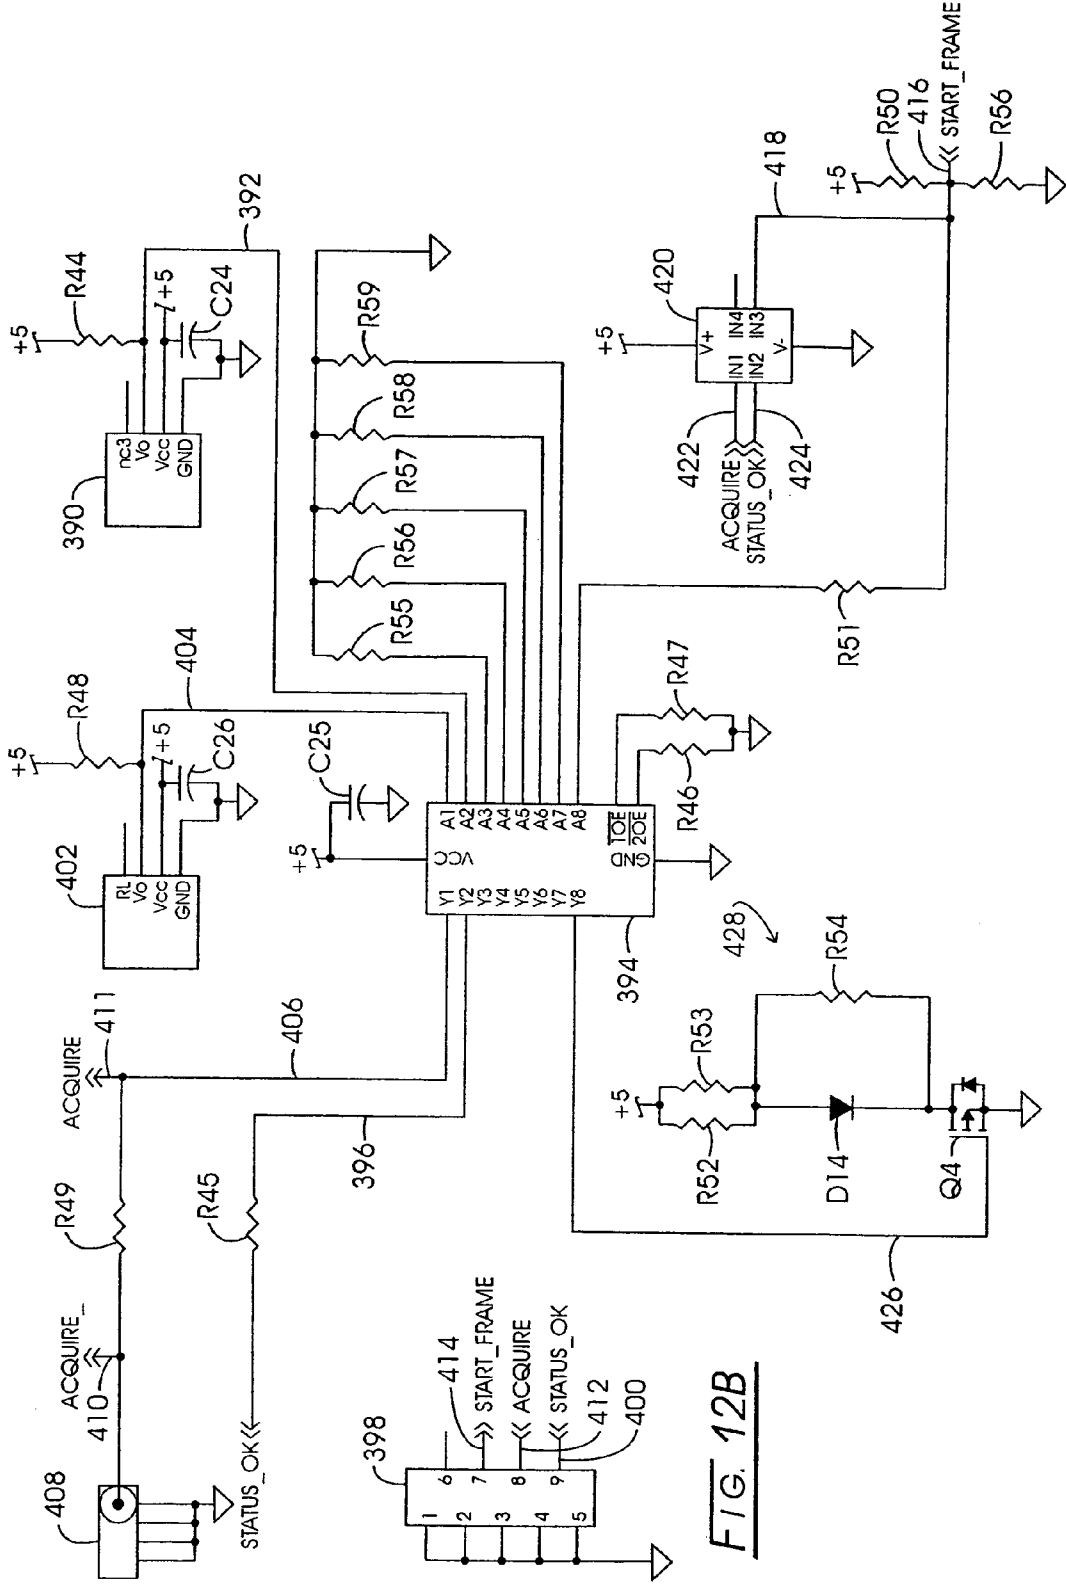 408
ACQUIRE_
410
R49
ACQUIRE
411
402
RL
Vo
Vcc
GND
+5
R48
+5
C26
404
390
nc3
Vo
Vcc
GND
+5
R44
+5
C24
392
STATUS_OK
R45
396
406
+5
C25
R55
R56
R57
R58
R59
VCC
Y1
Y2
Y3
Y4
Y5
Y6
Y7
Y8
A1
A2
A3
A4
A5
A6
A7
A8
GND
1OE
2OE
394
R46
R47
398
1
2
3
4
5
6
7
8
9
414
START_FRAME
ACQUIRE
STATUS_OK
412
400
426
+5
R52
R53
428
R54
D14
Q4
R51
ACQUIRE
STATUS_OK
422
424
+5
V+
IN1
IN2
IN4
IN3
V-
420
418
+5
R50
416
START_FRAME
R56
FIG. 12B